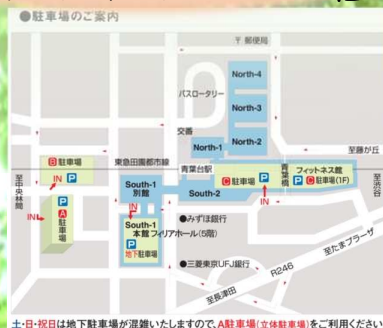 ●駐車場のご案内
〒 郵便局
North-4
バスロータリー
North-3
交番
North-2
North-1
至藤が丘
B 駐車場
P
IN
東急田園都市線
青葉台駅
青葉橋
フィットネス館
P C 駐車場(1F)
至中央林間
South-1
別館
C 駐車場 P
IN
South-2
至渋谷
P
A
駐車場
IN
IN
South-1
本館 フィリアホール(5階)
P
地下駐車場
●みずほ銀行
●三菱東京UFJ銀行
R246
至たまプラーザ
至長津田
土・日・祝日は地下駐車場が混雑いたしますので、A駐車場(立体駐車場)をご利用ください